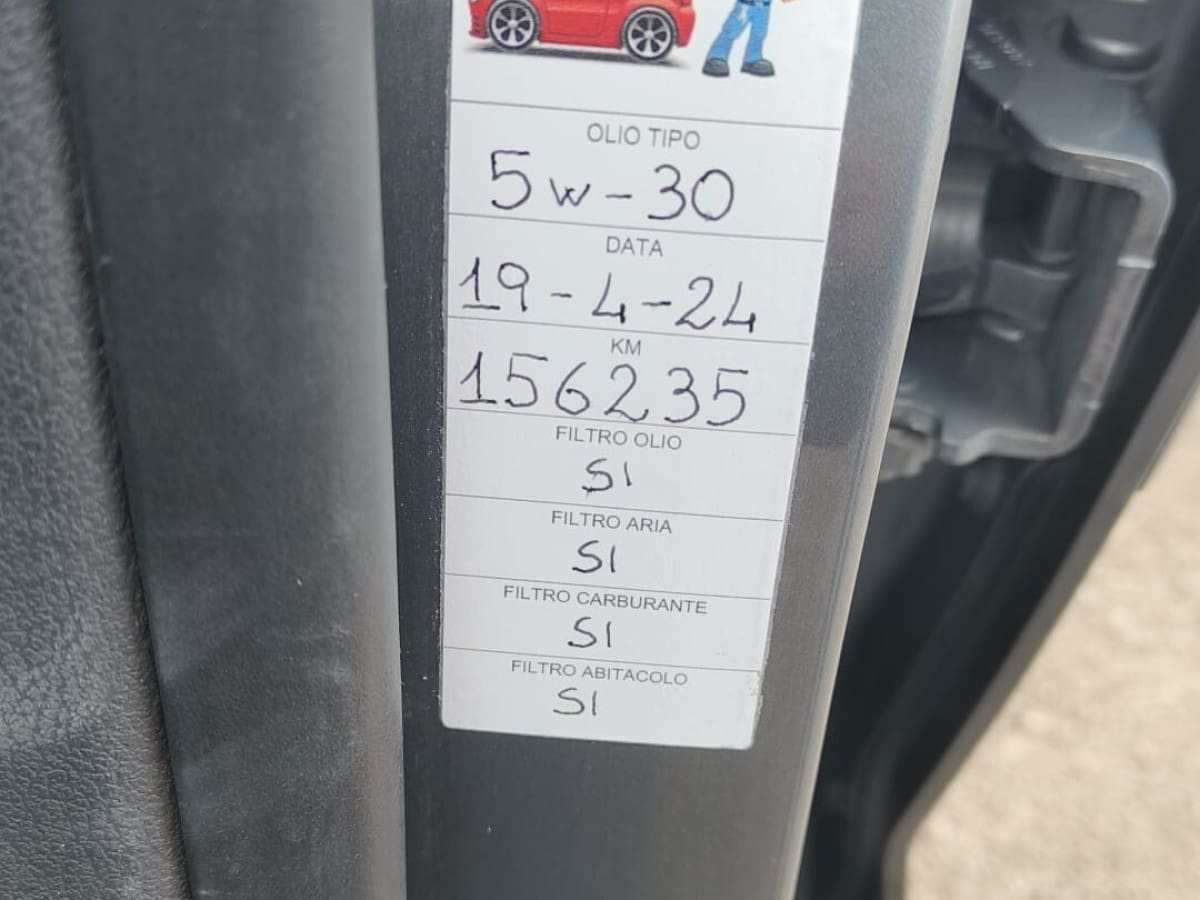 OLIO TIPO
5w-30
DATA
19-4-24
KM
156235
FILTRO OLIO
SI
FILTRO ARIA
SI
FILTRO CARBURANTE
SI
FILTRO ABITACOLO
SI